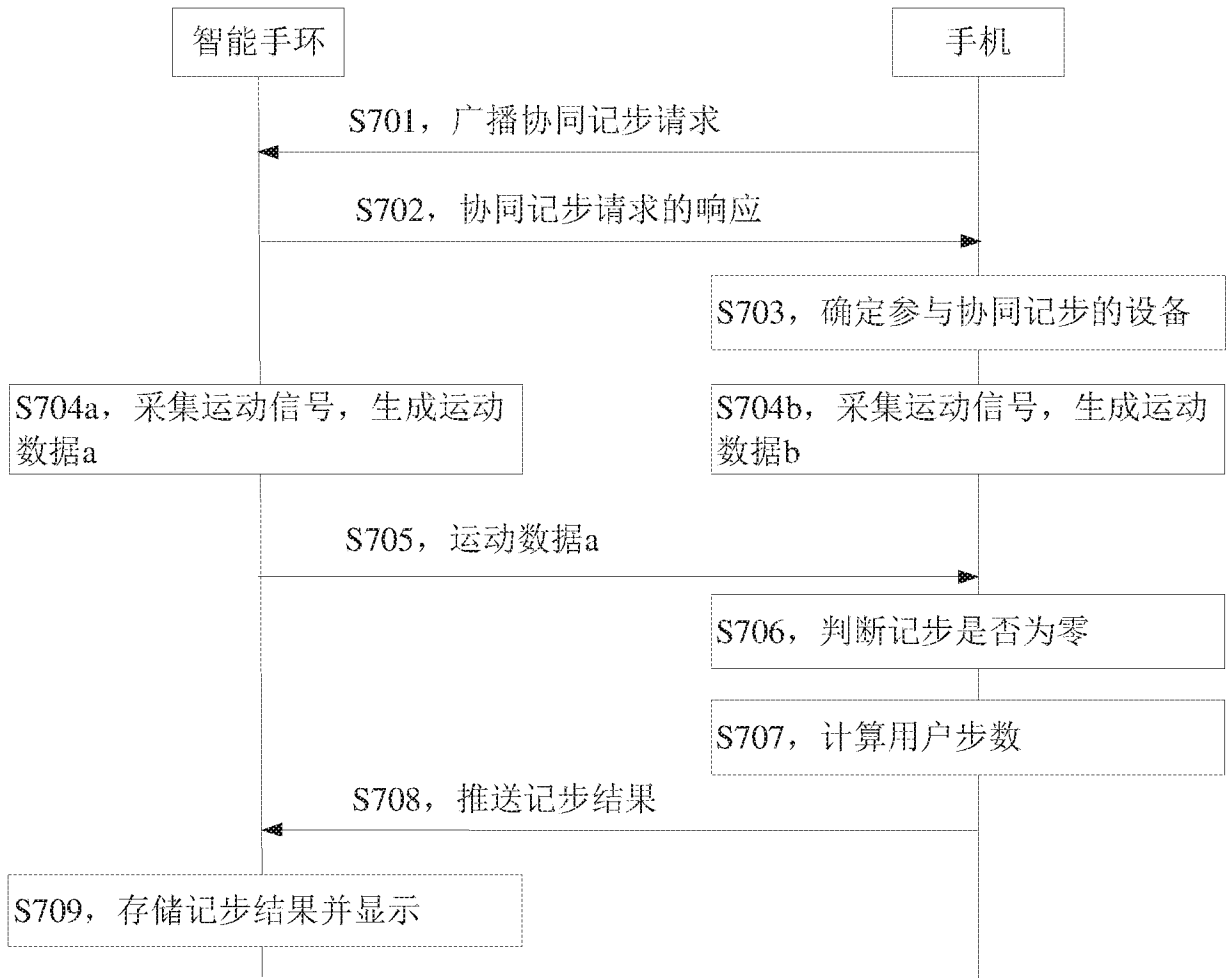 智能手环
手机
S701，广播协同记步请求
S702，协同记步请求的响应
S703，确定参与协同记步的设备
S704a，采集运动信号，生成运动
数据a
S704b，采集运动信号，生成运动
数据b
S705，运动数据a
S706，判断记步是否为零
S707，计算用户步数
S708，推送记步结果
S709，存储记步结果并显示